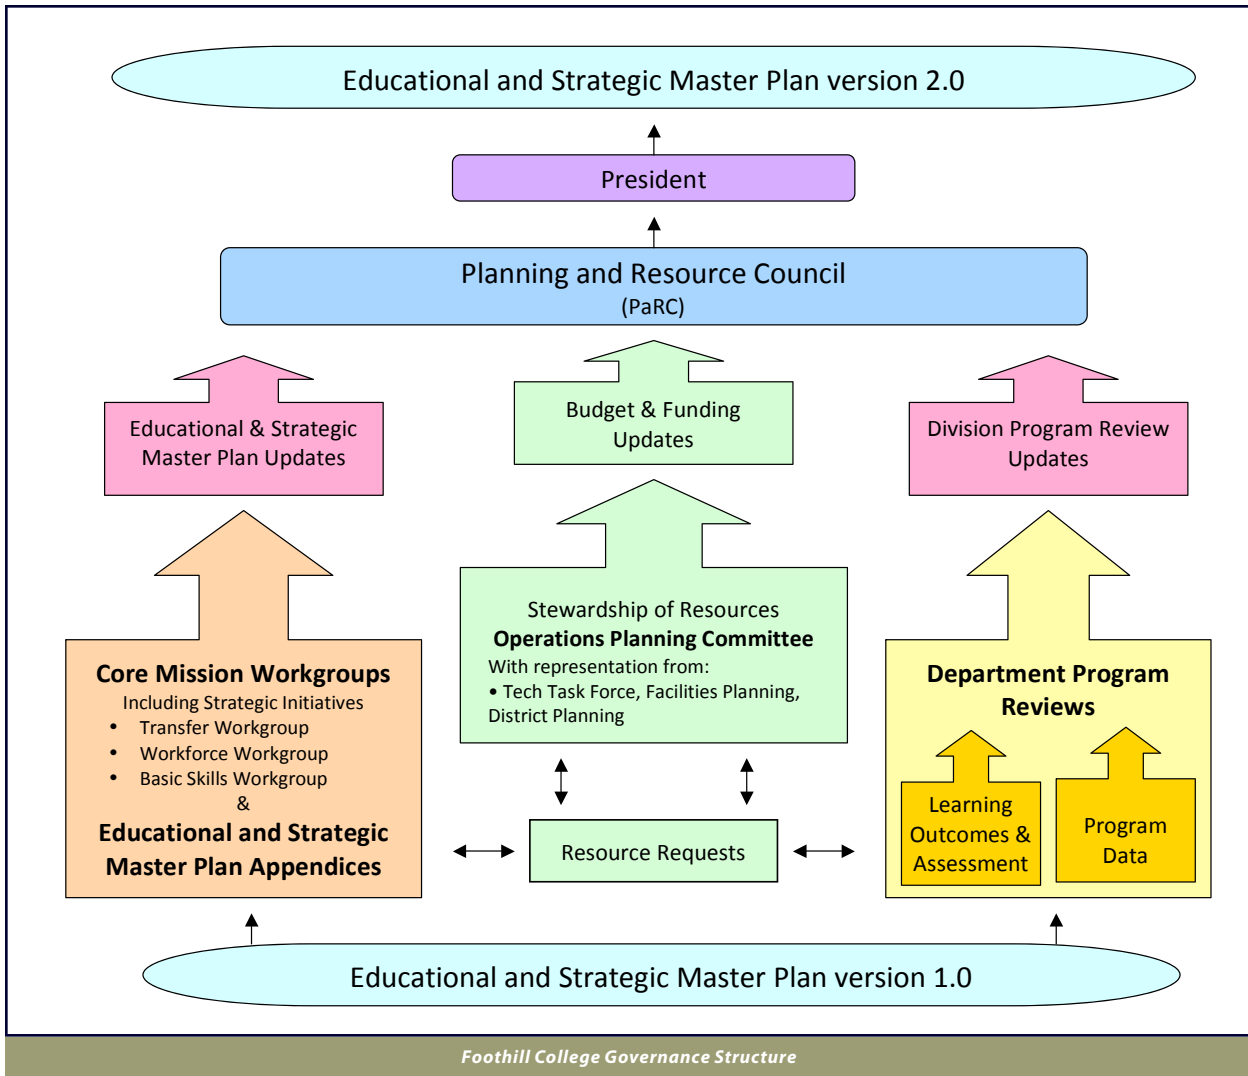 Educational and Strategic Master Plan version 2.0
President
Planning and Resource Council
(PaRC)
Educational & Strategic
Master Plan Updates
Budget & Funding
Updates
Division Program Review
Updates
Core Mission Workgroups
Including Strategic Initiatives
• Transfer Workgroup
• Workforce Workgroup
• Basic Skills Workgroup
&
Educational and Strategic
Master Plan Appendices
Stewardship of Resources
Operations Planning Committee
With representation from:
• Tech Task Force, Facilities Planning,
District Planning
Resource Requests
Department Program
Reviews
Learning
Outcomes &
Assessment
Program
Data
Educational and Strategic Master Plan version 1.0
Foothill College Governance Structure